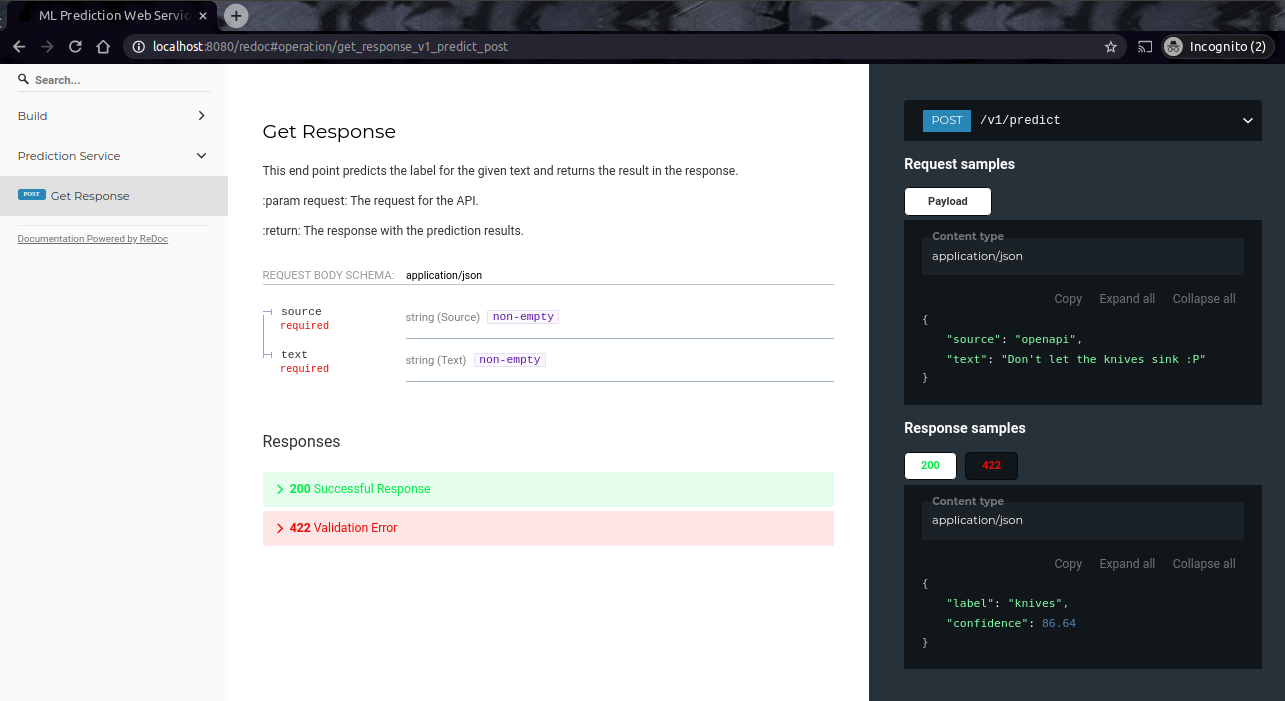 ML Prediction Web Servic
localhost:8080/redoc#operation/get_response_v1_predict_post
Incognito (2)
Search...
Build
Prediction Service
POST Get Response
Documentation Powered by ReDoc
Get Response
This end point predicts the label for the given text and returns the result in the response.
:param request: The request for the API.
:return: The response with the prediction results.
REQUEST BODY SCHEMA: application/json
source
required
string (Source) non-empty
text
required
string (Text) non-empty
Responses
200 Successful Response
422 Validation Error
POST /v1/predict
Request samples
Payload
Content type
application/json
Copy Expand all Collapse all
{
"source": "openapi",
"text": "Don't let the knives sink :P"
}
Response samples
200 422
Content type
application/json
Copy Expand all Collapse all
{
"label": "knives",
"confidence": 86.64
}